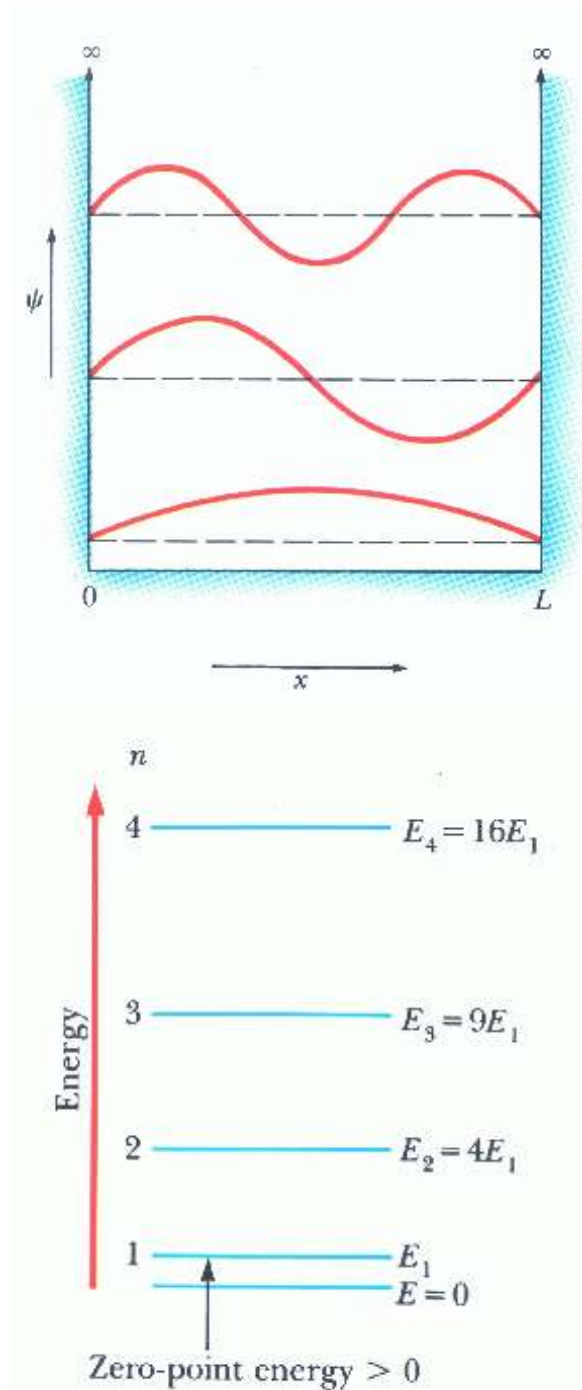 ∞ ∞
ψ
0 L
x
n
4 E₄ = 16E₁
3 E₃ = 9E₁
Energy
2 E₂ = 4E₁
1 E₁
E = 0
Zero-point energy > 0